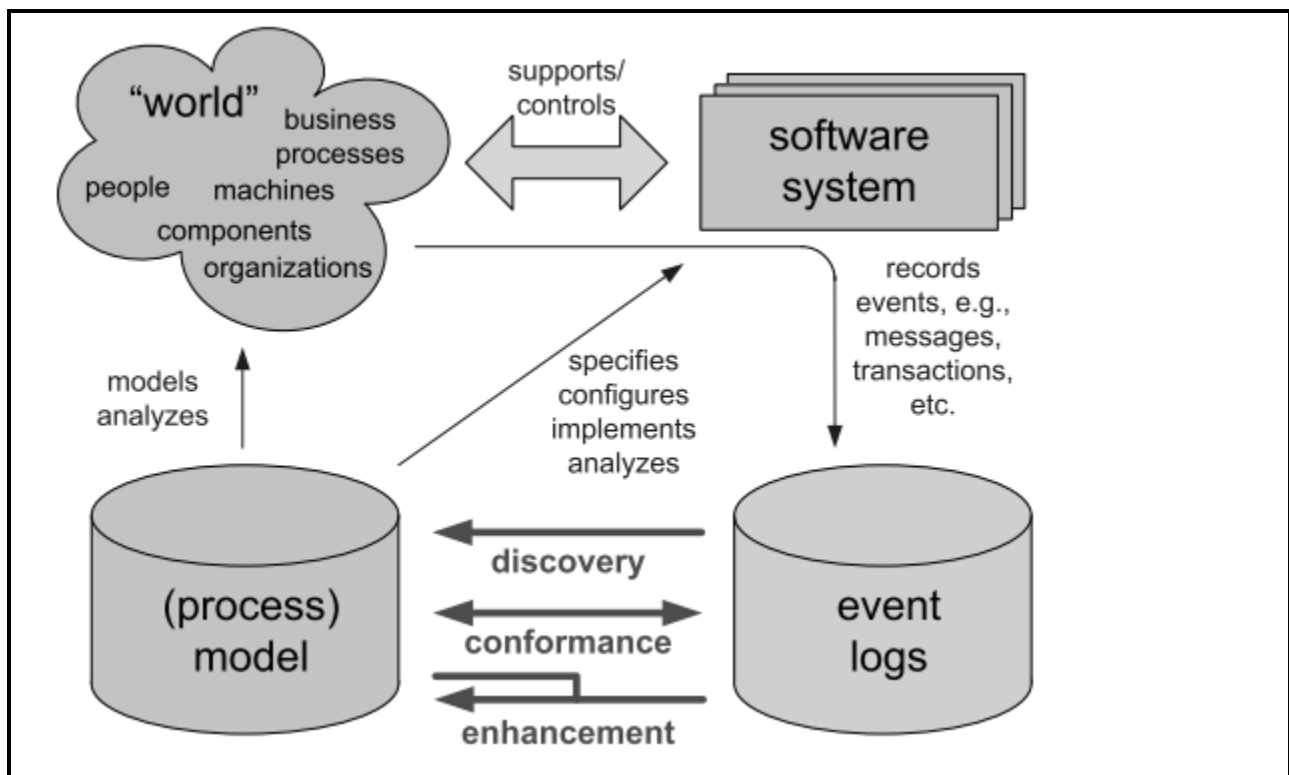 “world”
business
processes
people
machines
components
organizations
supports/
controls
software
system
records
events, e.g.,
messages,
transactions,
etc.
models
analyzes
specifies
configures
implements
analyzes
(process)
model
discovery
conformance
enhancement
event
logs